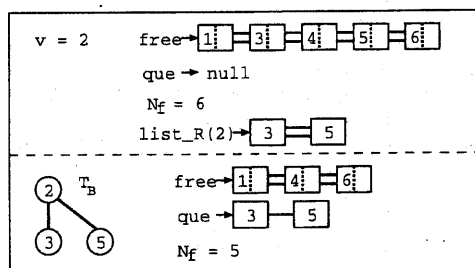 v = 2
free 1 3 4 5 6
que null
Nf = 6
list_R(2) 3 5
2 TB
3 5
free 1 4 6
que 3 5
Nf = 5